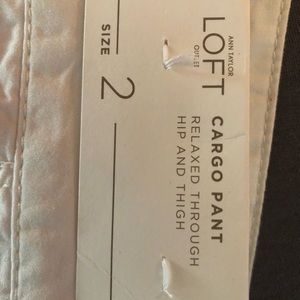 ANN TAYLOR
LOFT
OUTLET
CARGO PANT
RELAXED THROUGH
HIP AND THIGH
SIZE 2